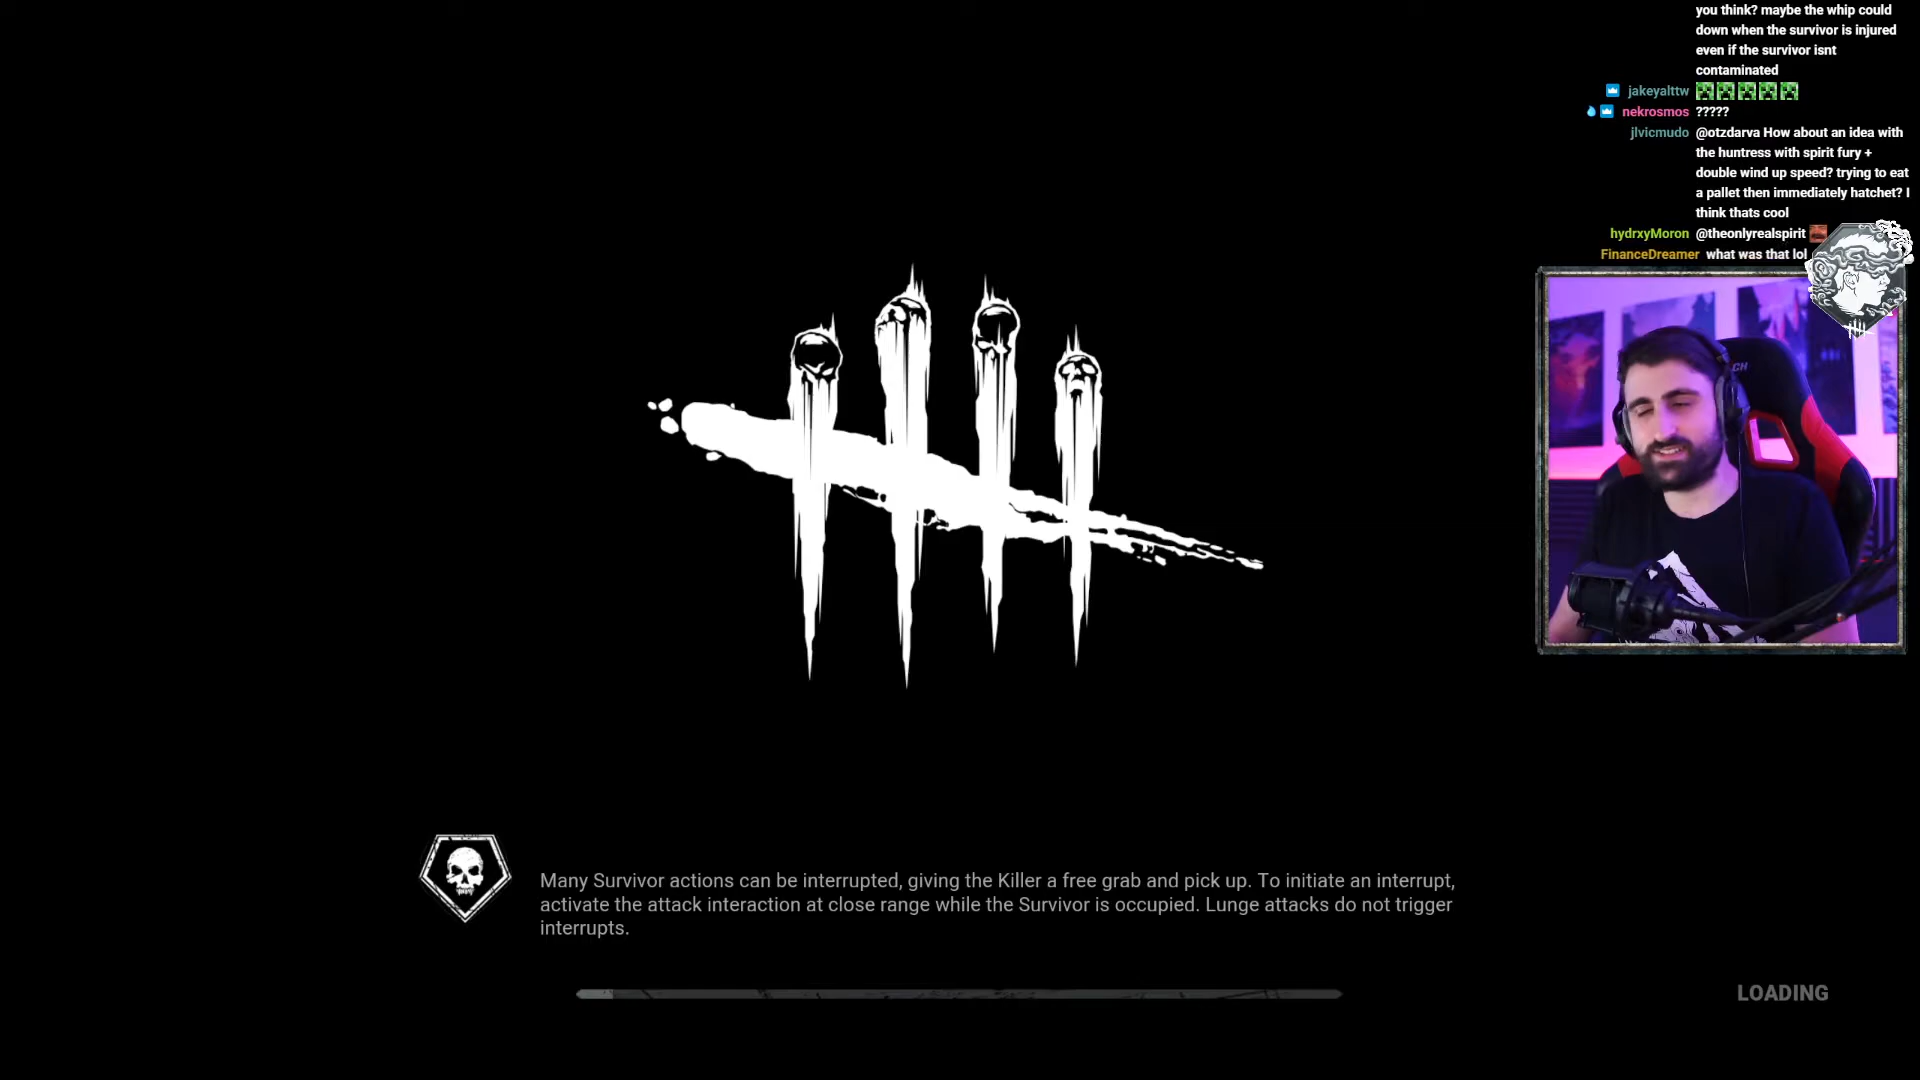 you think? maybe the whip could
down when the survivor is injured
even if the survivor isnt
contaminated
jakeyalttw
nekrosmos ?????
jlvicmudo @otzdarva How about an idea with
the huntress with spirit fury +
double wind up speed? trying to eat
a pallet then immediately hatchet? I
think thats cool
hydrxyMoron @theonlyrealspirit
FinanceDreamer what was that lol
CH
Many Survivor actions can be interrupted, giving the Killer a free grab and pick up. To initiate an interrupt,
activate the attack interaction at close range while the Survivor is occupied. Lunge attacks do not trigger
interrupts.
LOADING